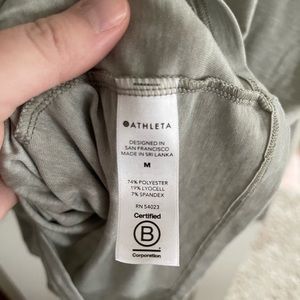 ATHLETA
DESIGNED IN
SAN FRANCISCO
MADE IN SRI LANKA
M
74% POLYESTER
19% LYOCELL
7% SPANDEX
RN 54023
Certified
B
Corporation